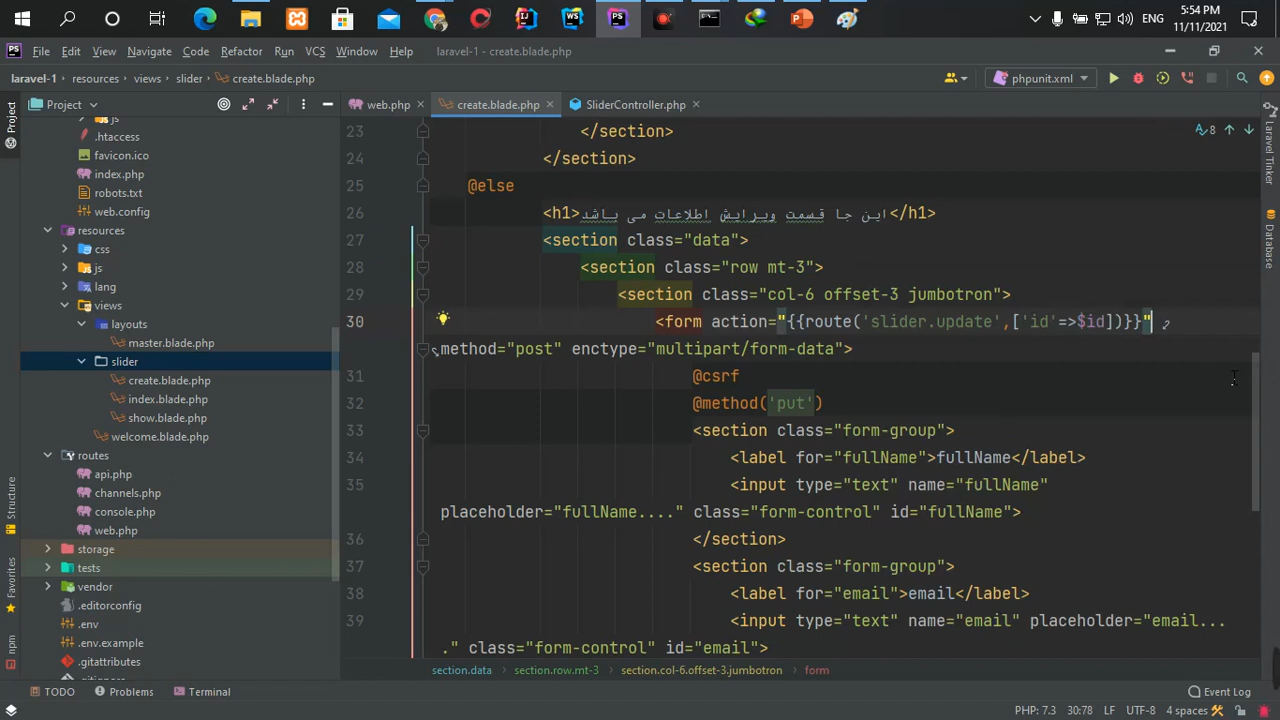 ENG
5:54 PM
11/11/2021
File Edit View Navigate Code Refactor Run VCS Window Help
laravel-1 - create.blade.php
laravel-1 resources views slider create.blade.php
phpunit.xml
Project
web.php
create.blade.php
SliderController.php
js
.htaccess
favicon.ico
index.php
robots.txt
web.config
resources
css
js
lang
views
layouts
master.blade.php
slider
create.blade.php
index.blade.php
show.blade.php
welcome.blade.php
routes
api.php
channels.php
console.php
web.php
storage
tests
vendor
.editorconfig
.env
.env.example
.gitattributes
8
23 </section>
24 </section>
25 @else
26 <h1>این جا قسمت ویرایش اطلاعات می باشد</h1>
27 <section class="data">
28 <section class="row mt-3">
29 <section class="col-6 offset-3 jumbotron">
30 <form action="{{route('slider.update',['id'=>$id])}}"
method="post" enctype="multipart/form-data">
31 @csrf
32 @method('put')
33 <section class="form-group">
34 <label for="fullName">fullName</label>
35 <input type="text" name="fullName"
placeholder="fullName...." class="form-control" id="fullName">
36 </section>
37 <section class="form-group">
38 <label for="email">email</label>
39 <input type="text" name="email" placeholder="email...
." class="form-control" id="email">
section.data section.row.mt-3 section.col-6.offset-3.jumbotron form
Project
Structure
Favorites
npm
Laravel Tinker
Database
TODO Problems Terminal
Event Log
PHP: 7.3 30:78 LF UTF-8 4 spaces